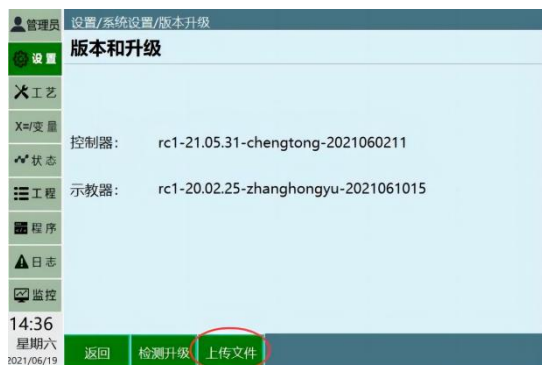 管理员
设置/系统设置/版本升级
版本和升级
设置
工艺
X=/变量
控制器: rc1-21.05.31-chengtong-2021060211
状态
示教器: rc1-20.02.25-zhanghongyu-2021061015
工程
程序
日志
监控
14:36
星期六
2021/06/19
返回 检测升级 上传文件